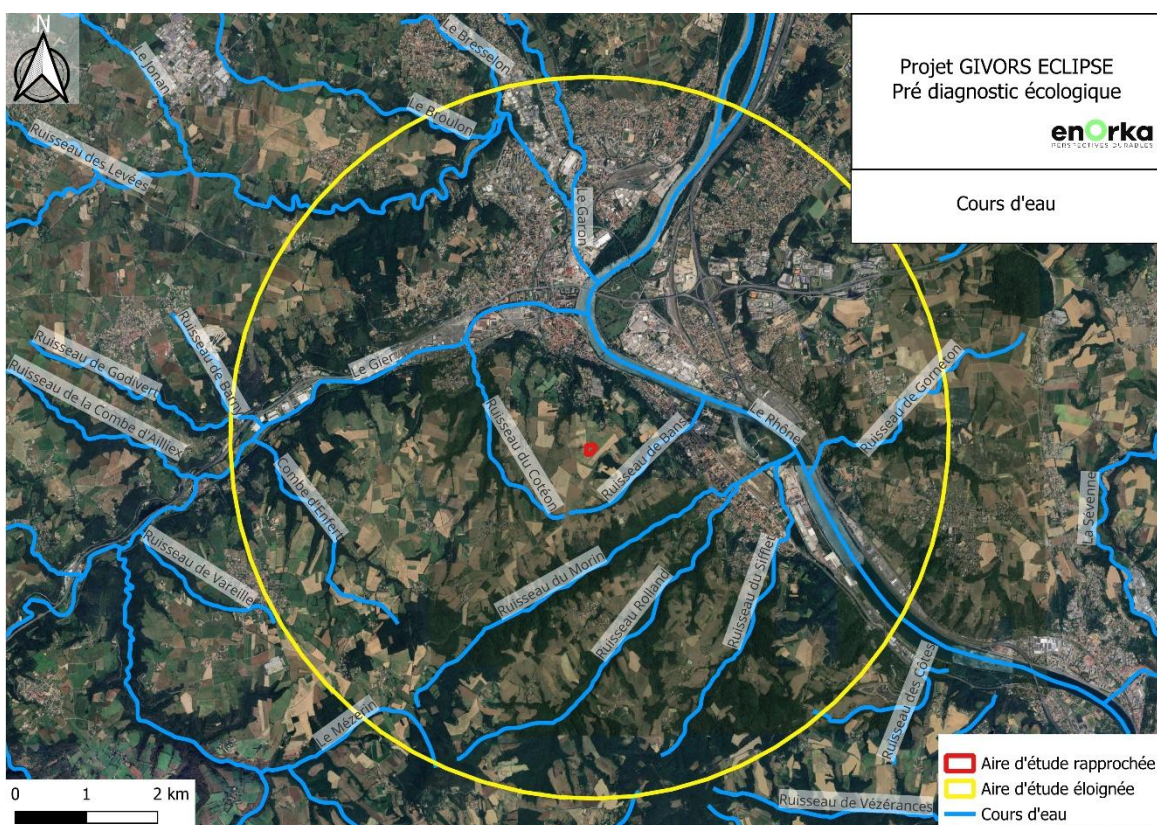 N
Projet GIVORS ECLIPSE
Pré diagnostic écologique
enOrka
PERSPECTIVES DURABLES
Cours d'eau
Le Jonan
Le Bresselon
Le Broulon
Ruisseau des Levées
Le Garon
Ruisseau de Barny
Le Gier
Ruisseau de Godivert
Ruisseau de la Combe d'Ailliex
Ruisseau du Cotéon
Ruisseau de Bans
Le Rhône
Ruisseau de Gorneton
Combe d'Enfert
Ruisseau de Vareille
Ruisseau du Morin
Ruisseau Rolland
Ruisseau du Sifflet
La Sévenne
Ruisseau des Côtes
Le Mézerin
Ruisseau de Vézérances
0 1 2 km
Aire d'étude rapprochée
Aire d'étude éloignée
Cours d'eau